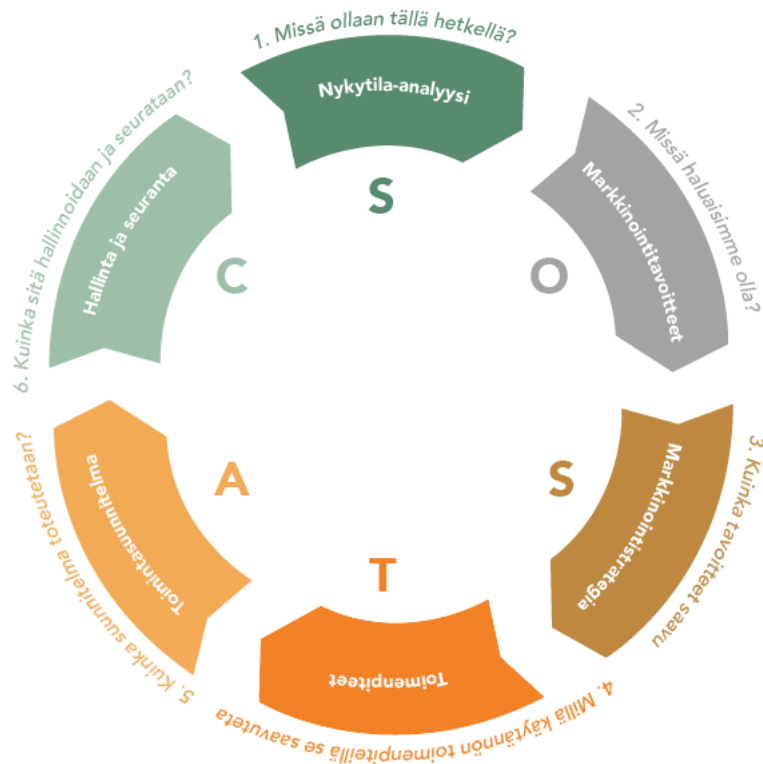 1. Missä ollaan tällä hetkellä?
Nykytila-analyysi
S
2. Missä haluaisimme olla?
Markkinointitavoitteet
O
3. Kuinka tavoitteet saavu
Markkinointistrategia
S
4. Millä käytännön toimenpiteillä se saavuteta
Toimenpiteet
T
5. Kuinka suunnitelma toteutetaan?
Toimintasuunnitelma
A
6. Kuinka sitä hallinnoidaan ja seurataan?
Hallinta ja seuranta
C